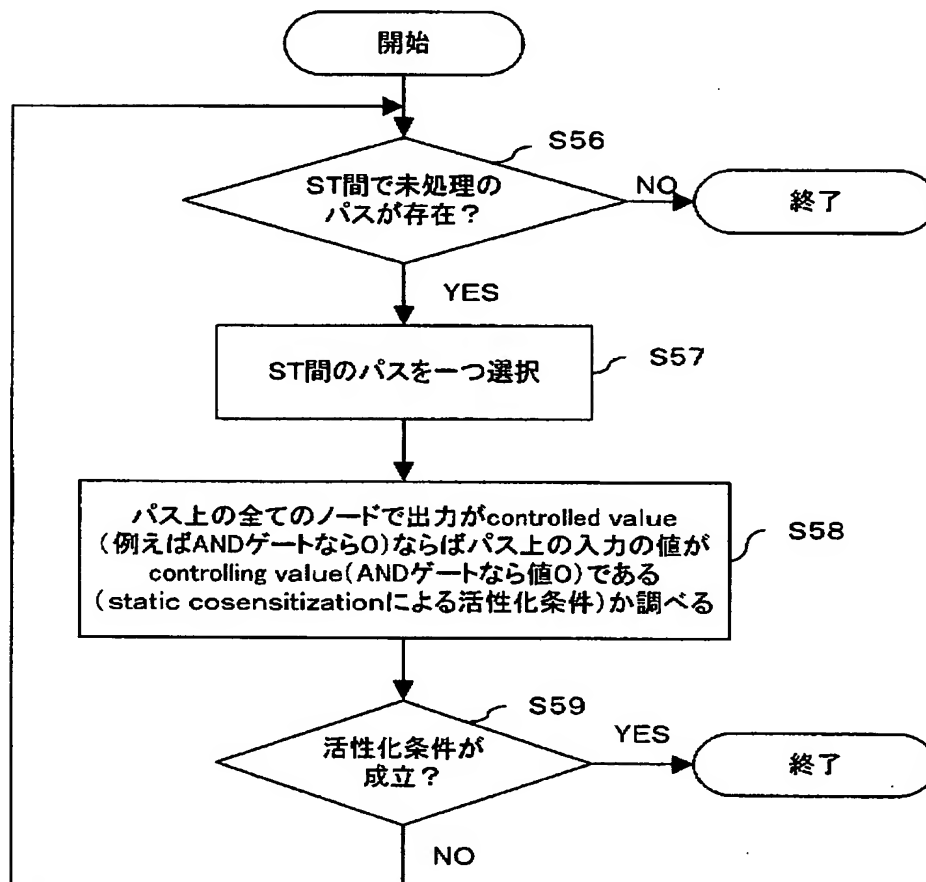 開始
S56
ST間で未処理の
パスが存在？
NO
終了
YES
S57
ST間のパスを一つ選択
S58
パス上の全てのノードで出力がcontrolled value
（例えばANDゲートなら0）ならばパス上の入力の値が
controlling value（ANDゲートなら値0）である
（static cosensitizationによる活性化条件）か調べる
S59
活性化条件が
成立？
YES
終了
NO